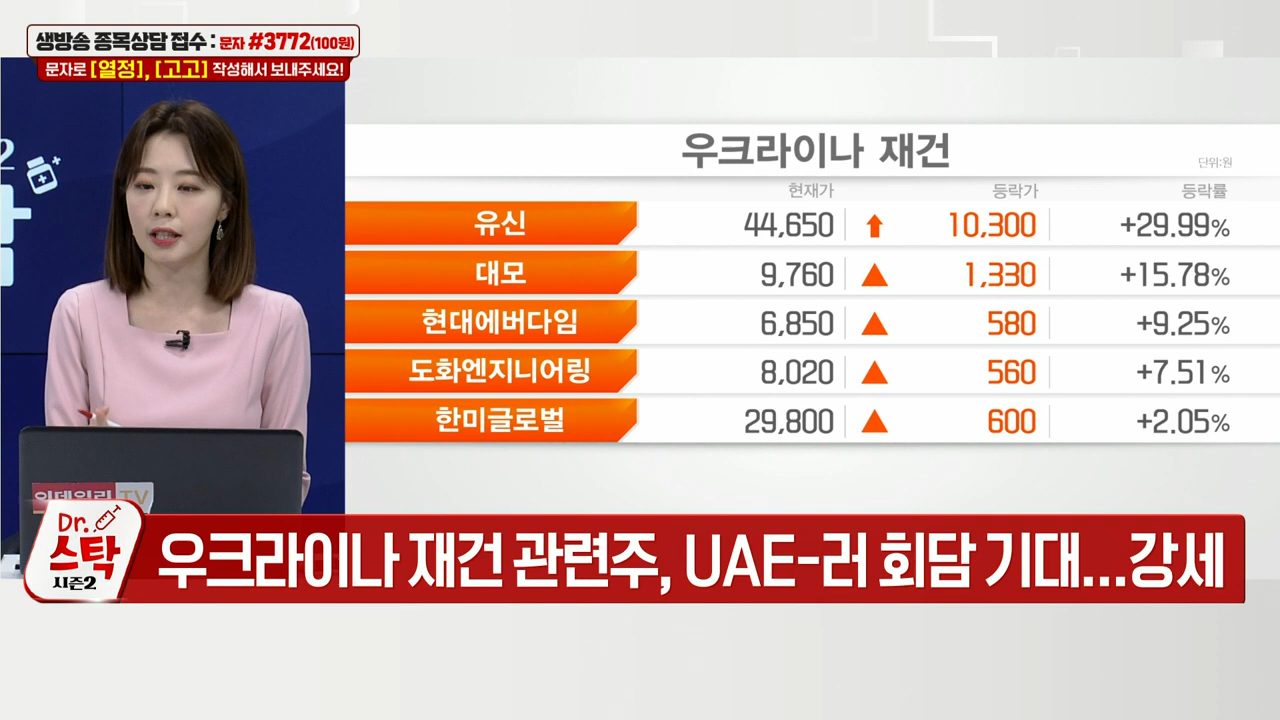 생방송 종목상담 접수 : 문자 #3772(100원)
문자로 [열정], [고고] 작성해서 보내주세요!
2
우크라이나 재건
단위:원
현재가 등락가 등락률
유신 44,650 10,300 +29.99%
대모 9,760 1,330 +15.78%
현대에버다임 6,850 580 +9.25%
도화엔지니어링 8,020 560 +7.51%
한미글로벌 29,800 600 +2.05%
이데일리 TV
Dr.
스탁
시즌2
우크라이나 재건 관련주, UAE-러 회담 기대...강세